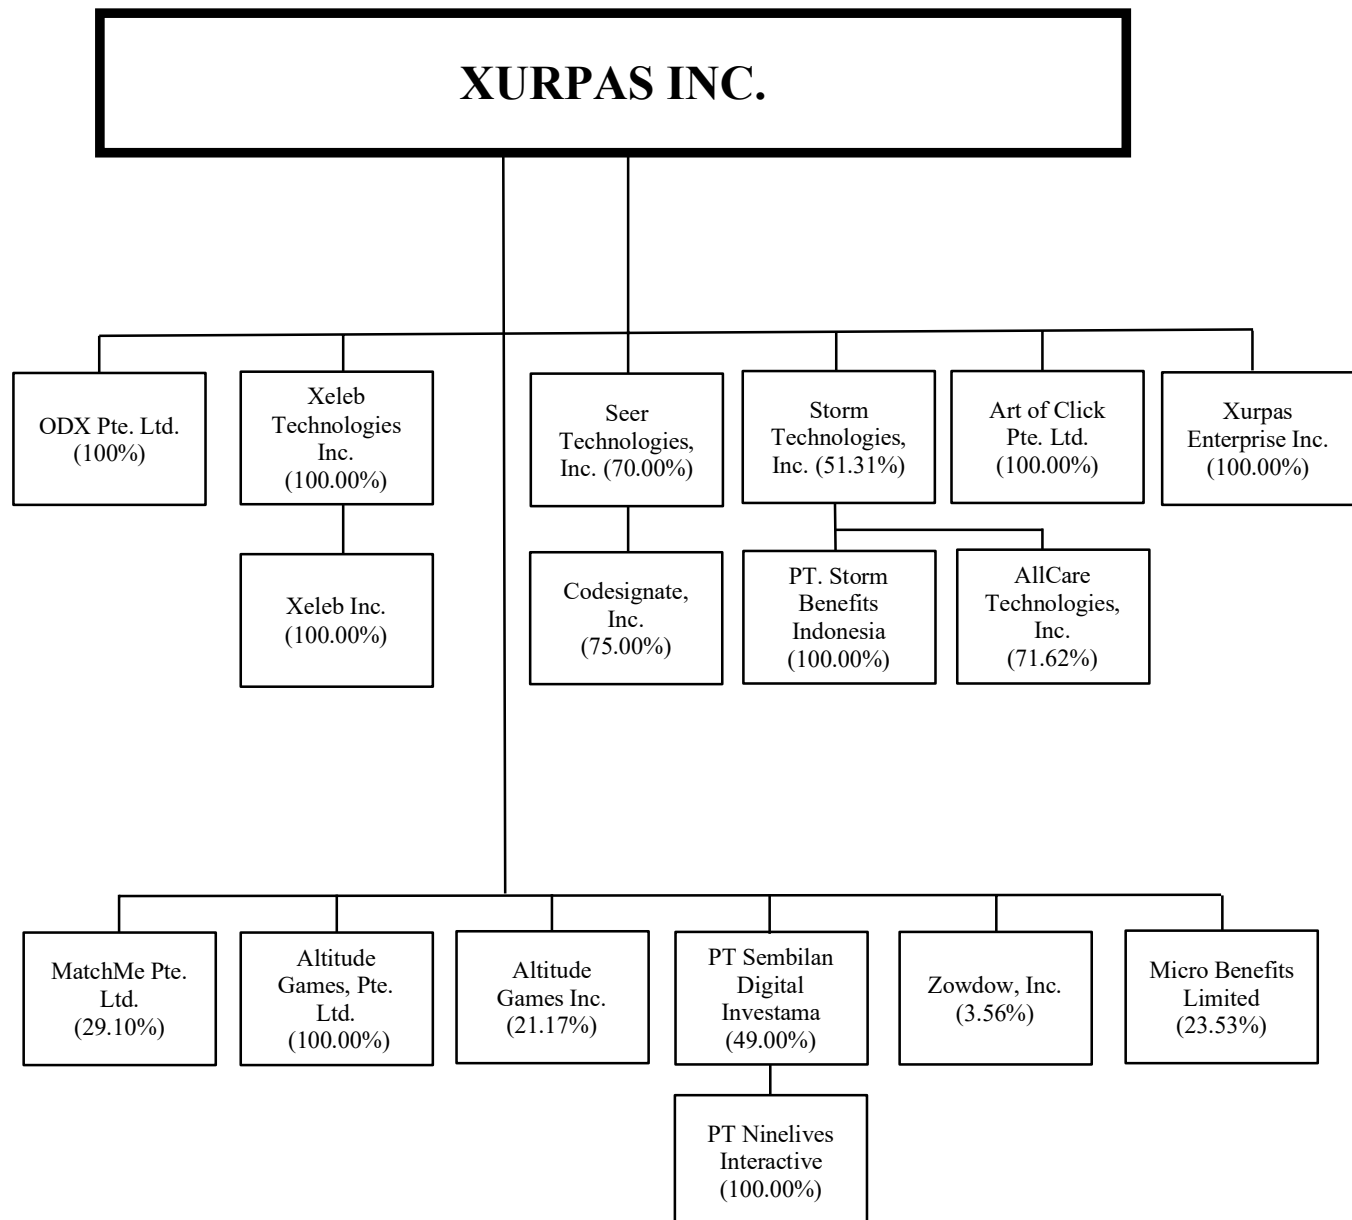 XURPAS INC.
ODX Pte. Ltd.
(100%)
Xeleb
Technologies
Inc.
(100.00%)
Seer
Technologies,
Inc. (70.00%)
Storm
Technologies,
Inc. (51.31%)
Art of Click
Pte. Ltd.
(100.00%)
Xurpas
Enterprise Inc.
(100.00%)
Xeleb Inc.
(100.00%)
Codesignate,
Inc.
(75.00%)
PT. Storm
Benefits
Indonesia
(100.00%)
AllCare
Technologies,
Inc.
(71.62%)
MatchMe Pte.
Ltd.
(29.10%)
Altitude
Games, Pte.
Ltd.
(100.00%)
Altitude
Games Inc.
(21.17%)
PT Sembilan
Digital
Investama
(49.00%)
Zowdow, Inc.
(3.56%)
Micro Benefits
Limited
(23.53%)
PT Ninelives
Interactive
(100.00%)